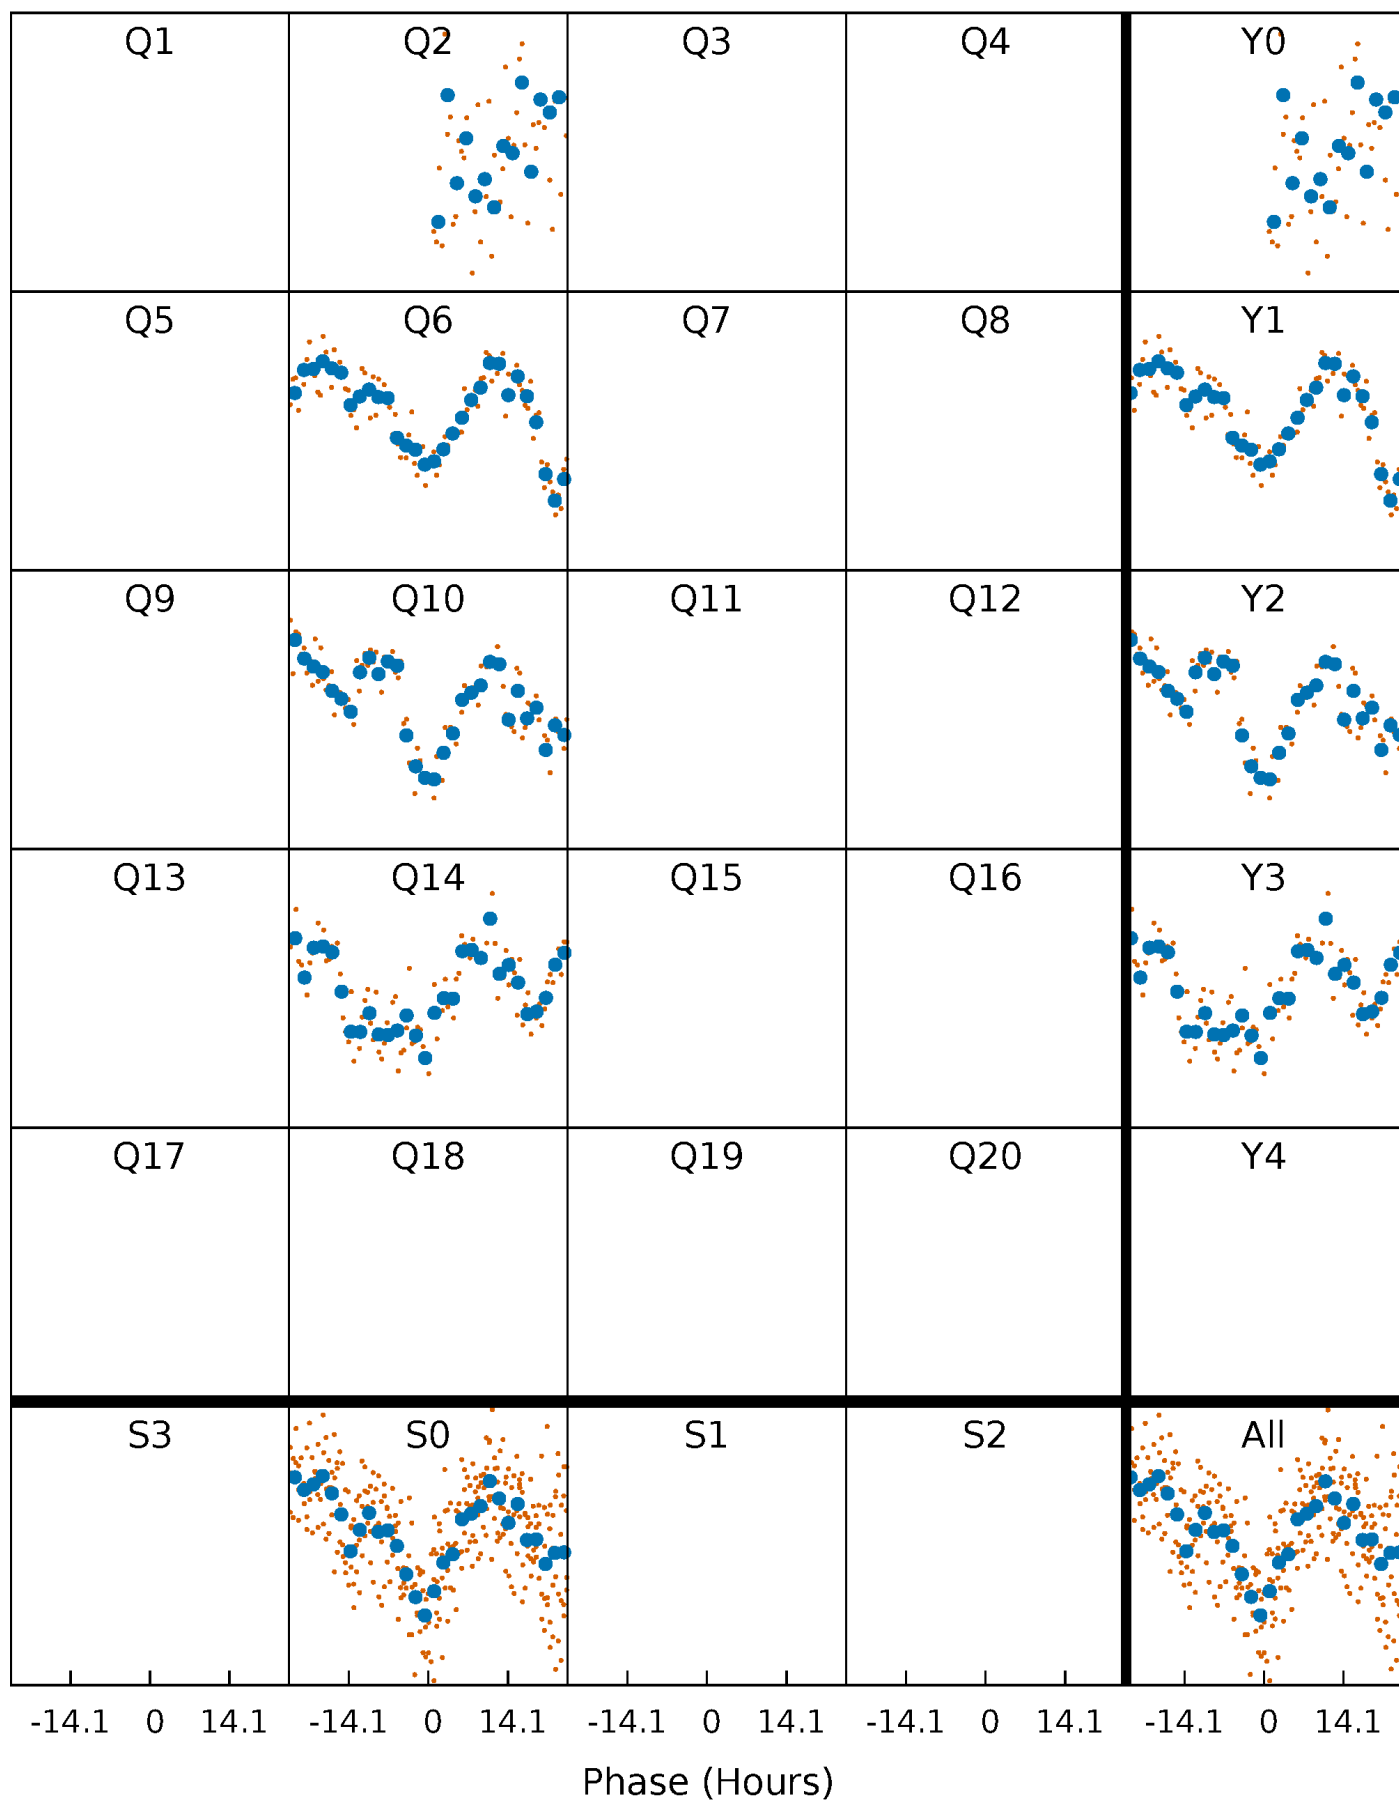 Q1 Q2 Q3 Q4 Y0
Q5 Q6 Q7 Q8 Y1
Q9 Q10 Q11 Q12 Y2
Q13 Q14 Q15 Q16 Y3
Q17 Q18 Q19 Q20 Y4
S3 S0 S1 S2 All
-14.1 0 14.1 -14.1 0 14.1 -14.1 0 14.1 -14.1 0 14.1 -14.1 0 14.1
Phase (Hours)